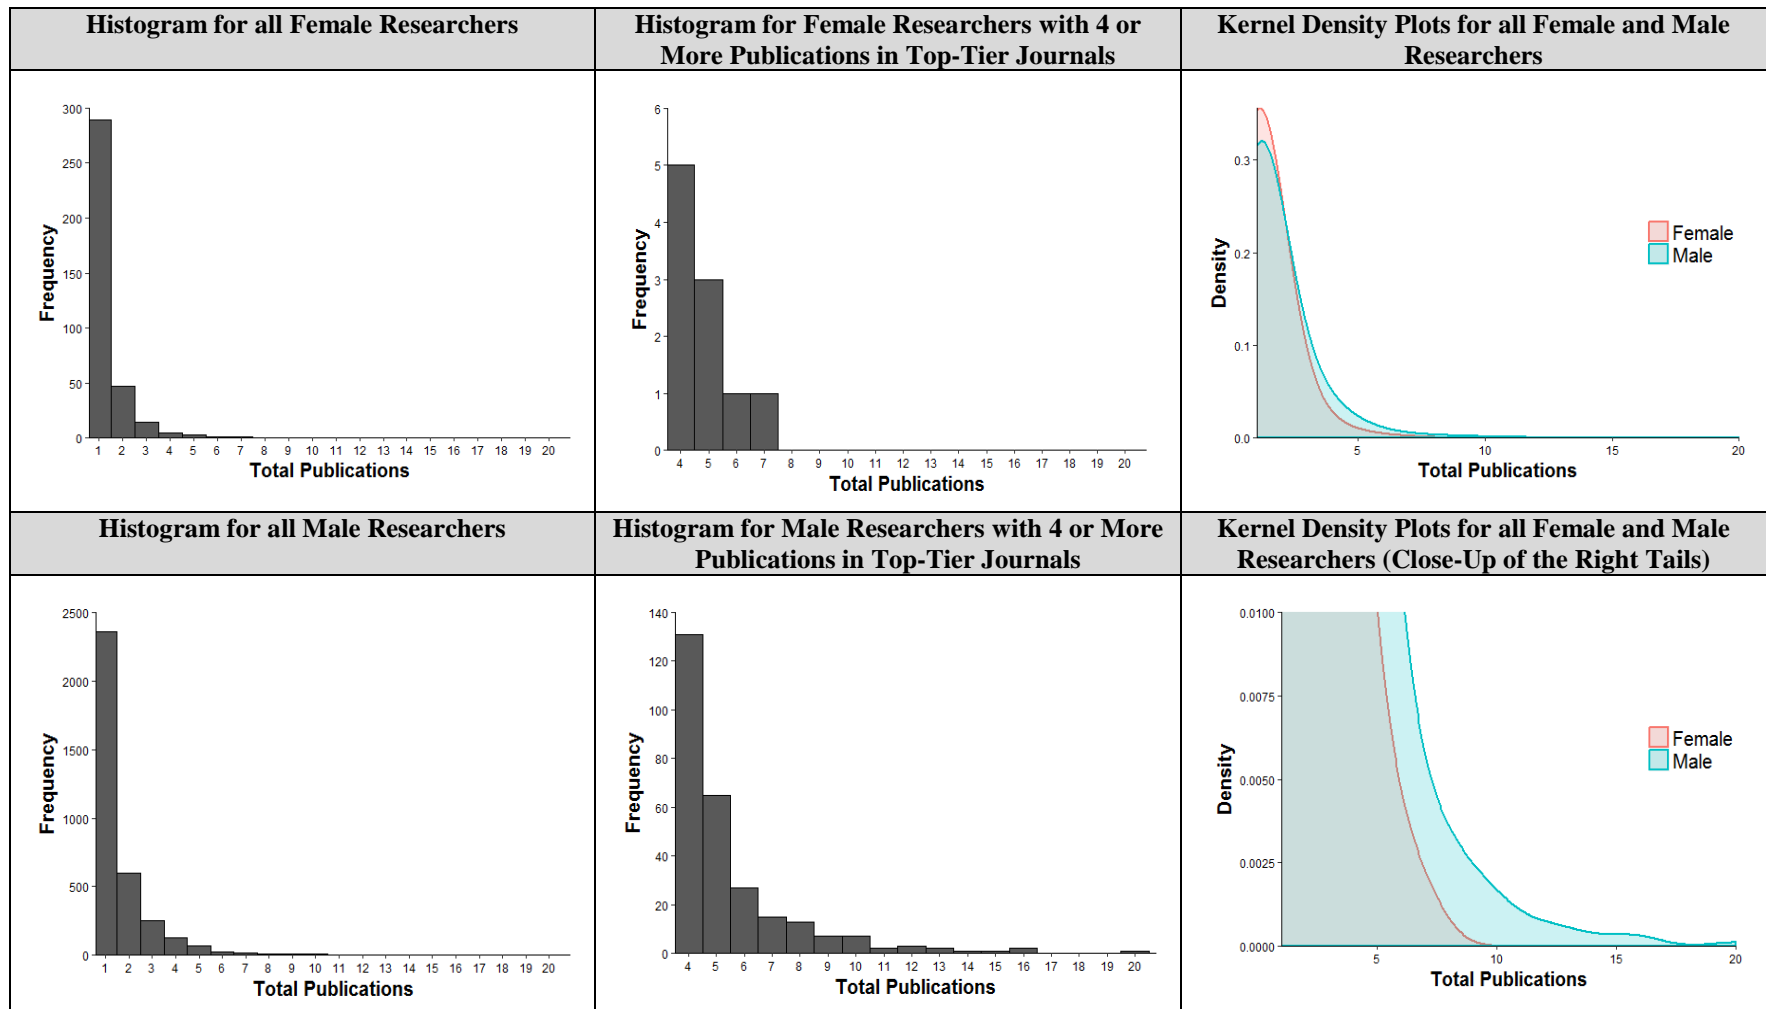 Histogram for all Female Researchers
Histogram for Female Researchers with 4 or
More Publications in Top-Tier Journals
Kernel Density Plots for all Female and Male
Researchers
300
250
200
150
100
50
0
Frequency
1 2 3 4 5 6 7 8 9 10 11 12 13 14 15 16 17 18 19 20
Total Publications
6
5
4
3
2
1
0
Frequency
4 5 6 7 8 9 10 11 12 13 14 15 16 17 18 19 20
Total Publications
0.3
0.2
0.1
0.0
Density
5 10 15 20
Total Publications
Female
Male
Histogram for all Male Researchers
Histogram for Male Researchers with 4 or More
Publications in Top-Tier Journals
Kernel Density Plots for all Female and Male
Researchers (Close-Up of the Right Tails)
2500
2000
1500
1000
500
0
Frequency
1 2 3 4 5 6 7 8 9 10 11 12 13 14 15 16 17 18 19 20
Total Publications
140
120
100
80
60
40
20
0
Frequency
4 5 6 7 8 9 10 11 12 13 14 15 16 17 18 19 20
Total Publications
0.0100
0.0075
0.0050
0.0025
0.0000
Density
5 10 15 20
Total Publications
Female
Male